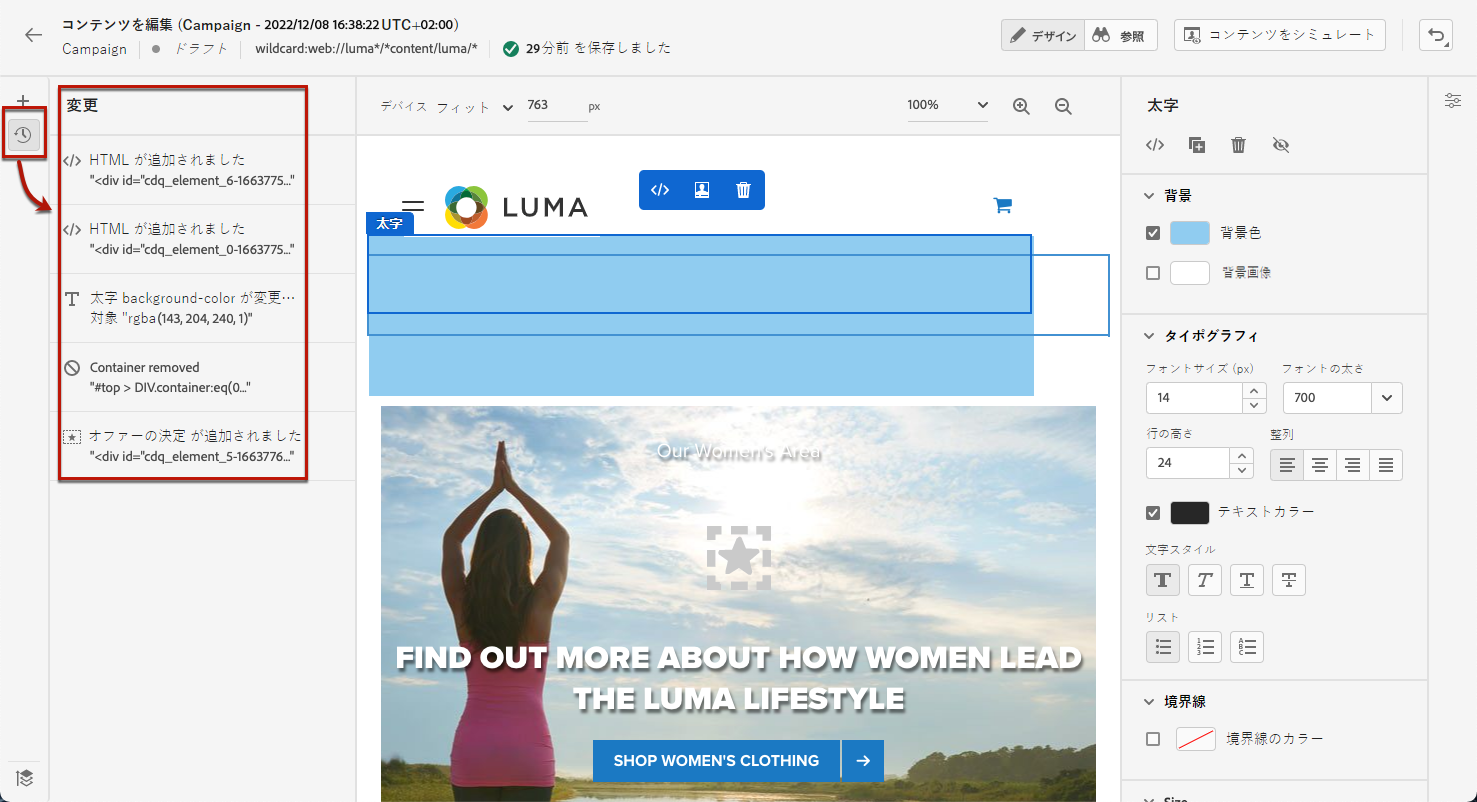 コンテンツを編集 (Campaign - 2022/12/08 16:38:22 UTC+02:00)
Campaign
ドラフト
wildcard:web://luma*/*content/luma/*
29分前 を保存しました
デザイン
参照
コンテンツをシミュレート
変更
HTML が追加されました
"<div id="cdq_element_6-1663775..."
HTML が追加されました
"<div id="cdq_element_0-1663775..."
太字 background-color が変更…
対象 "rgba(143, 204, 240, 1)"
Container removed
"#top > DIV.container:eq(0..."
オファーの決定 が追加されました
"<div id="cdq_element_5-1663776..."
デバイス フィット
763
px
100%
LUMA
太字
Our Women's Area
FIND OUT MORE ABOUT HOW WOMEN LEAD
THE LUMA LIFESTYLE
SHOP WOMEN'S CLOTHING
太字
背景
背景色
背景画像
タイポグラフィ
フォントサイズ (px)
フォントの太さ
14
700
行の高さ
整列
24
テキストカラー
文字スタイル
リスト
境界線
境界線のカラー
Size